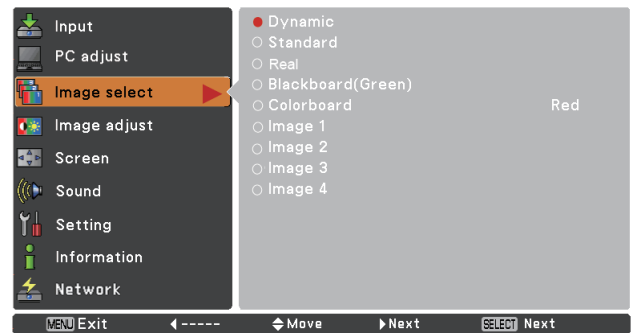 Input
PC adjust
Image select
Image adjust
Screen
Sound
Setting
Information
Network
Dynamic
Standard
Real
Blackboard(Green)
Colorboard Red
Image 1
Image 2
Image 3
Image 4
MENU Exit ----- Move Next SELECT Next